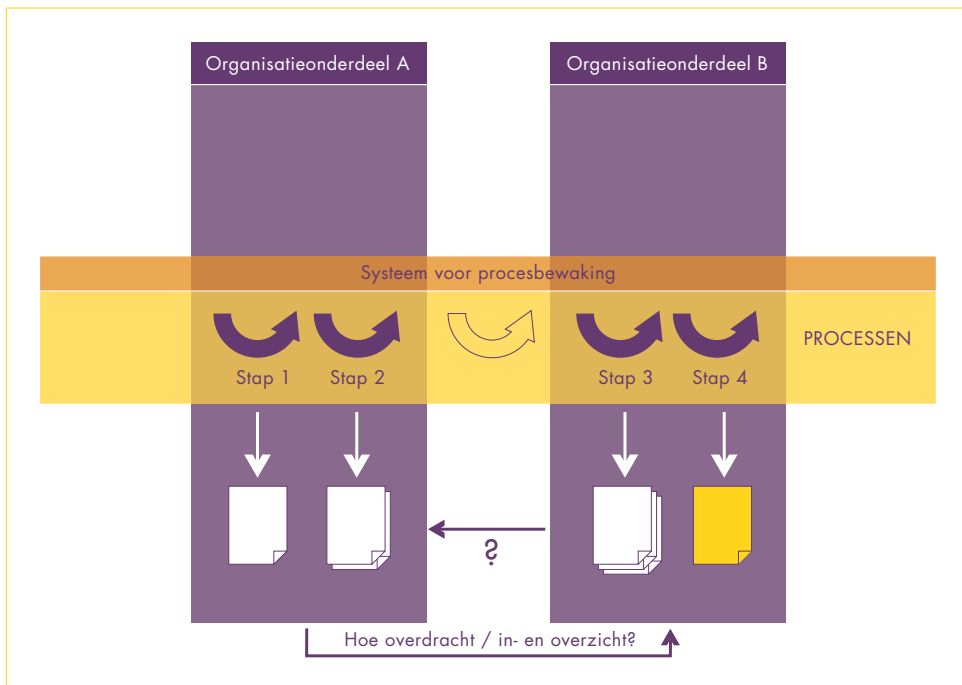 Organisatieonderdeel A
Organisatieonderdeel B
Systeem voor procesbewaking
PROCESSEN
Stap 1
Stap 2
Stap 3
Stap 4
?
Hoe overdracht / in- en overzicht?